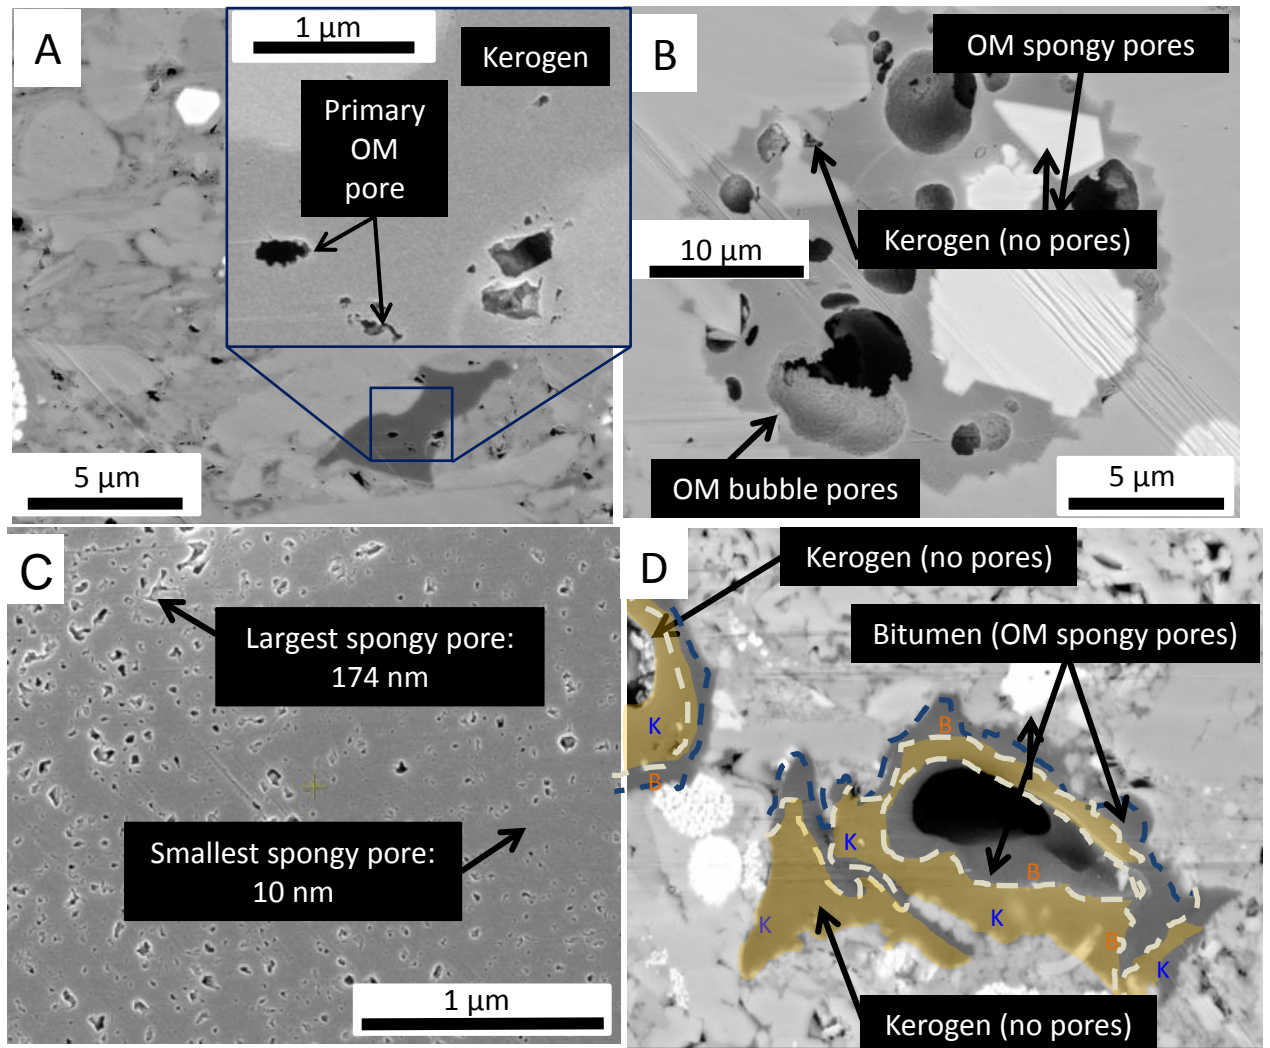 A
1 µm
Kerogen
Primary
OM
pore
5 µm
B
OM spongy pores
Kerogen (no pores)
10 µm
OM bubble pores
5 µm
C
Largest spongy pore:
174 nm
Smallest spongy pore:
10 nm
1 µm
D
Kerogen (no pores)
Bitumen (OM spongy pores)
K
B
B
K
B
K
K
B
K
Kerogen (no pores)